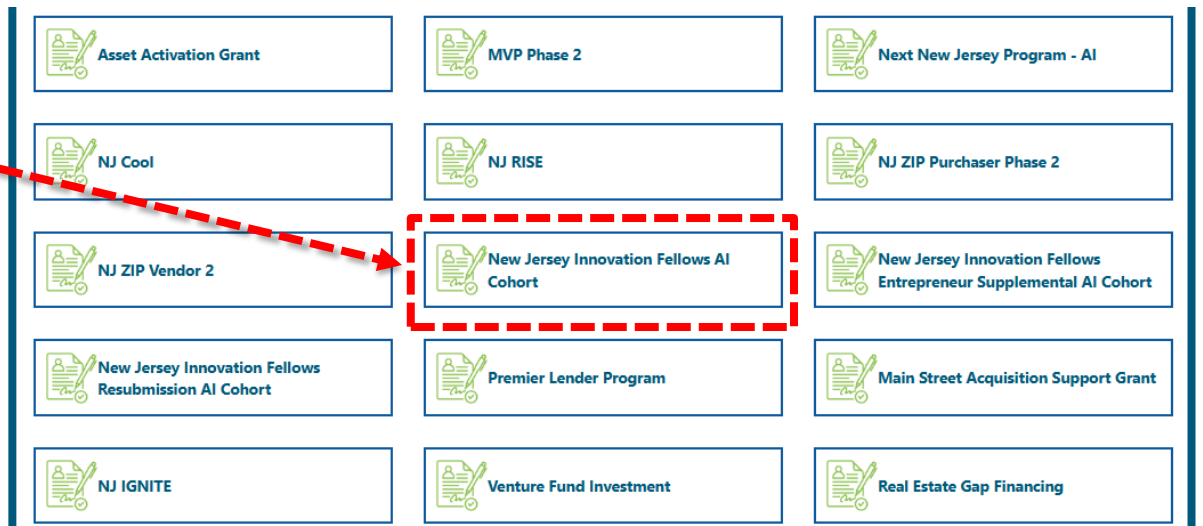 Asset Activation Grant
MVP Phase 2
Next New Jersey Program - AI
NJ Cool
NJ RISE
NJ ZIP Purchaser Phase 2
NJ ZIP Vendor 2
New Jersey Innovation Fellows AI
Cohort
New Jersey Innovation Fellows
Entrepreneur Supplemental AI Cohort
New Jersey Innovation Fellows
Resubmission AI Cohort
Premier Lender Program
Main Street Acquisition Support Grant
NJ IGNITE
Venture Fund Investment
Real Estate Gap Financing